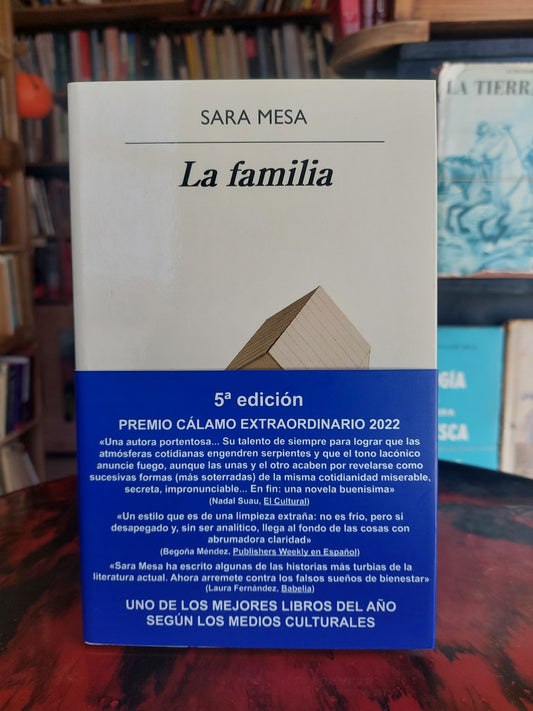 SARA MESA
La familia
5ª edición
PREMIO CÁLAMO EXTRAORDINARIO 2022
«Una autora portentosa... Su talento de siempre para lograr que las
atmósferas cotidianas engendren serpientes y que el tono lacónico
anuncie fuego, aunque las unas y el otro acaben por revelarse como
sucesivas formas (más soterradas) de la misma cotidianidad miserable,
secreta, impronunciable... En fin: una novela buenísima»
(Nadal Suau, El Cultural)
«Un estilo que es de una limpieza extraña: no es frío, pero sí
desapegado y, sin ser analítico, llega al fondo de las cosas con
abrumadora claridad»
(Begoña Méndez, Publishers Weekly en Español)
«Sara Mesa ha escrito algunas de las historias más turbias de la
literatura actual. Ahora arremete contra los falsos sueños de bienestar»
(Laura Fernández, Babelia)
UNO DE LOS MEJORES LIBROS DEL AÑO
SEGÚN LOS MEDIOS CULTURALES
LA TIERR
GÍA
RA
SCA